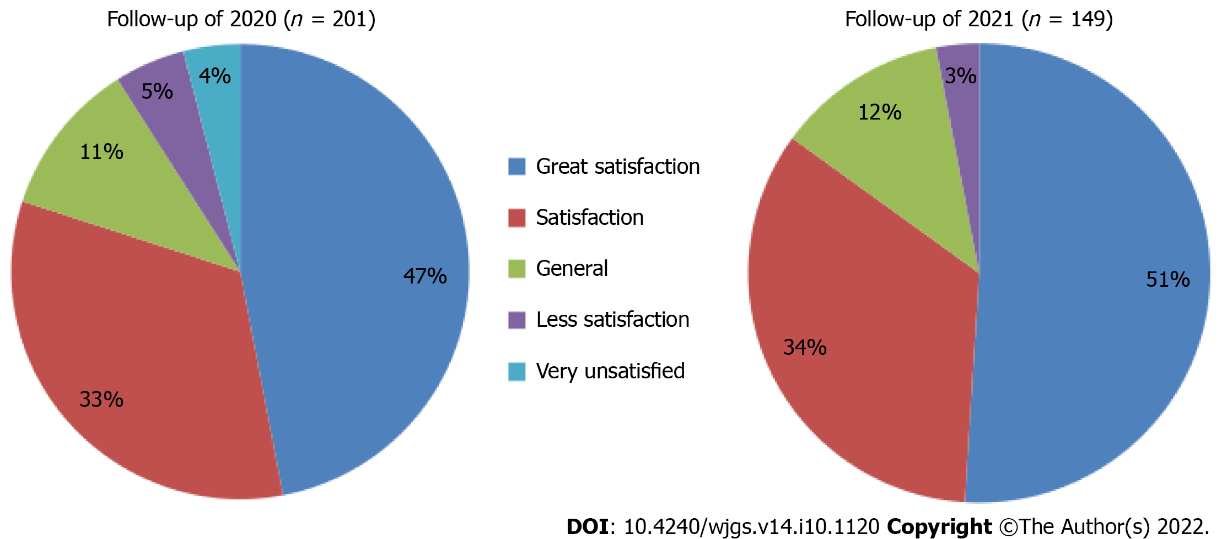 Follow-up of 2020 (n = 201)
4%
5%
11%
47%
33%
Great satisfaction
Satisfaction
General
Less satisfaction
Very unsatisfied
Follow-up of 2021 (n = 149)
3%
12%
51%
34%
DOI: 10.4240/wjgs.v14.i10.1120 Copyright ©The Author(s) 2022.